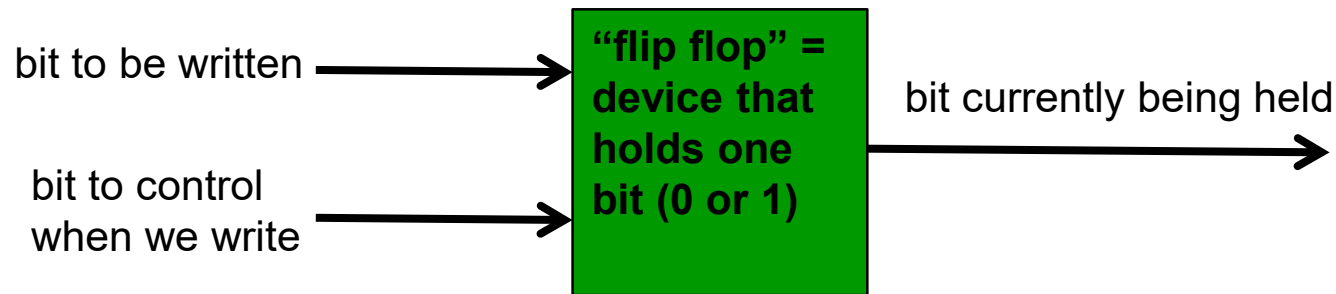 bit to be written
bit to control
when we write
“flip flop” =
device that
holds one
bit (0 or 1)
bit currently being held